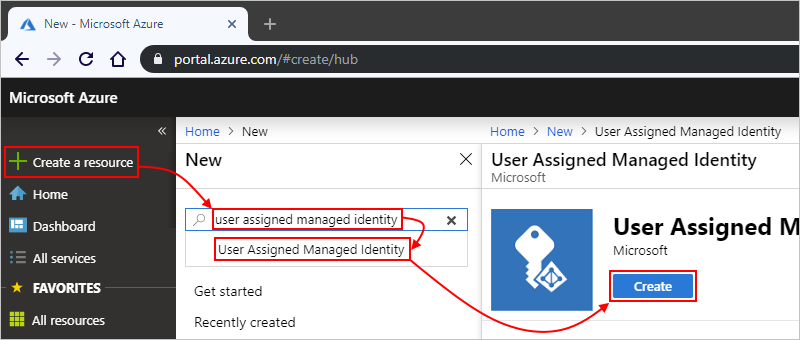 New - Microsoft Azure
portal.azure.com/#create/hub
Microsoft Azure
«
Create a resource
Home
Dashboard
All services
FAVORITES
All resources
Home > New
New
user assigned managed identity
User Assigned Managed Identity
Get started
Recently created
Home > New > User Assigned Managed Identity
User Assigned Managed Identity
Microsoft
User Assigned M
Microsoft
Create